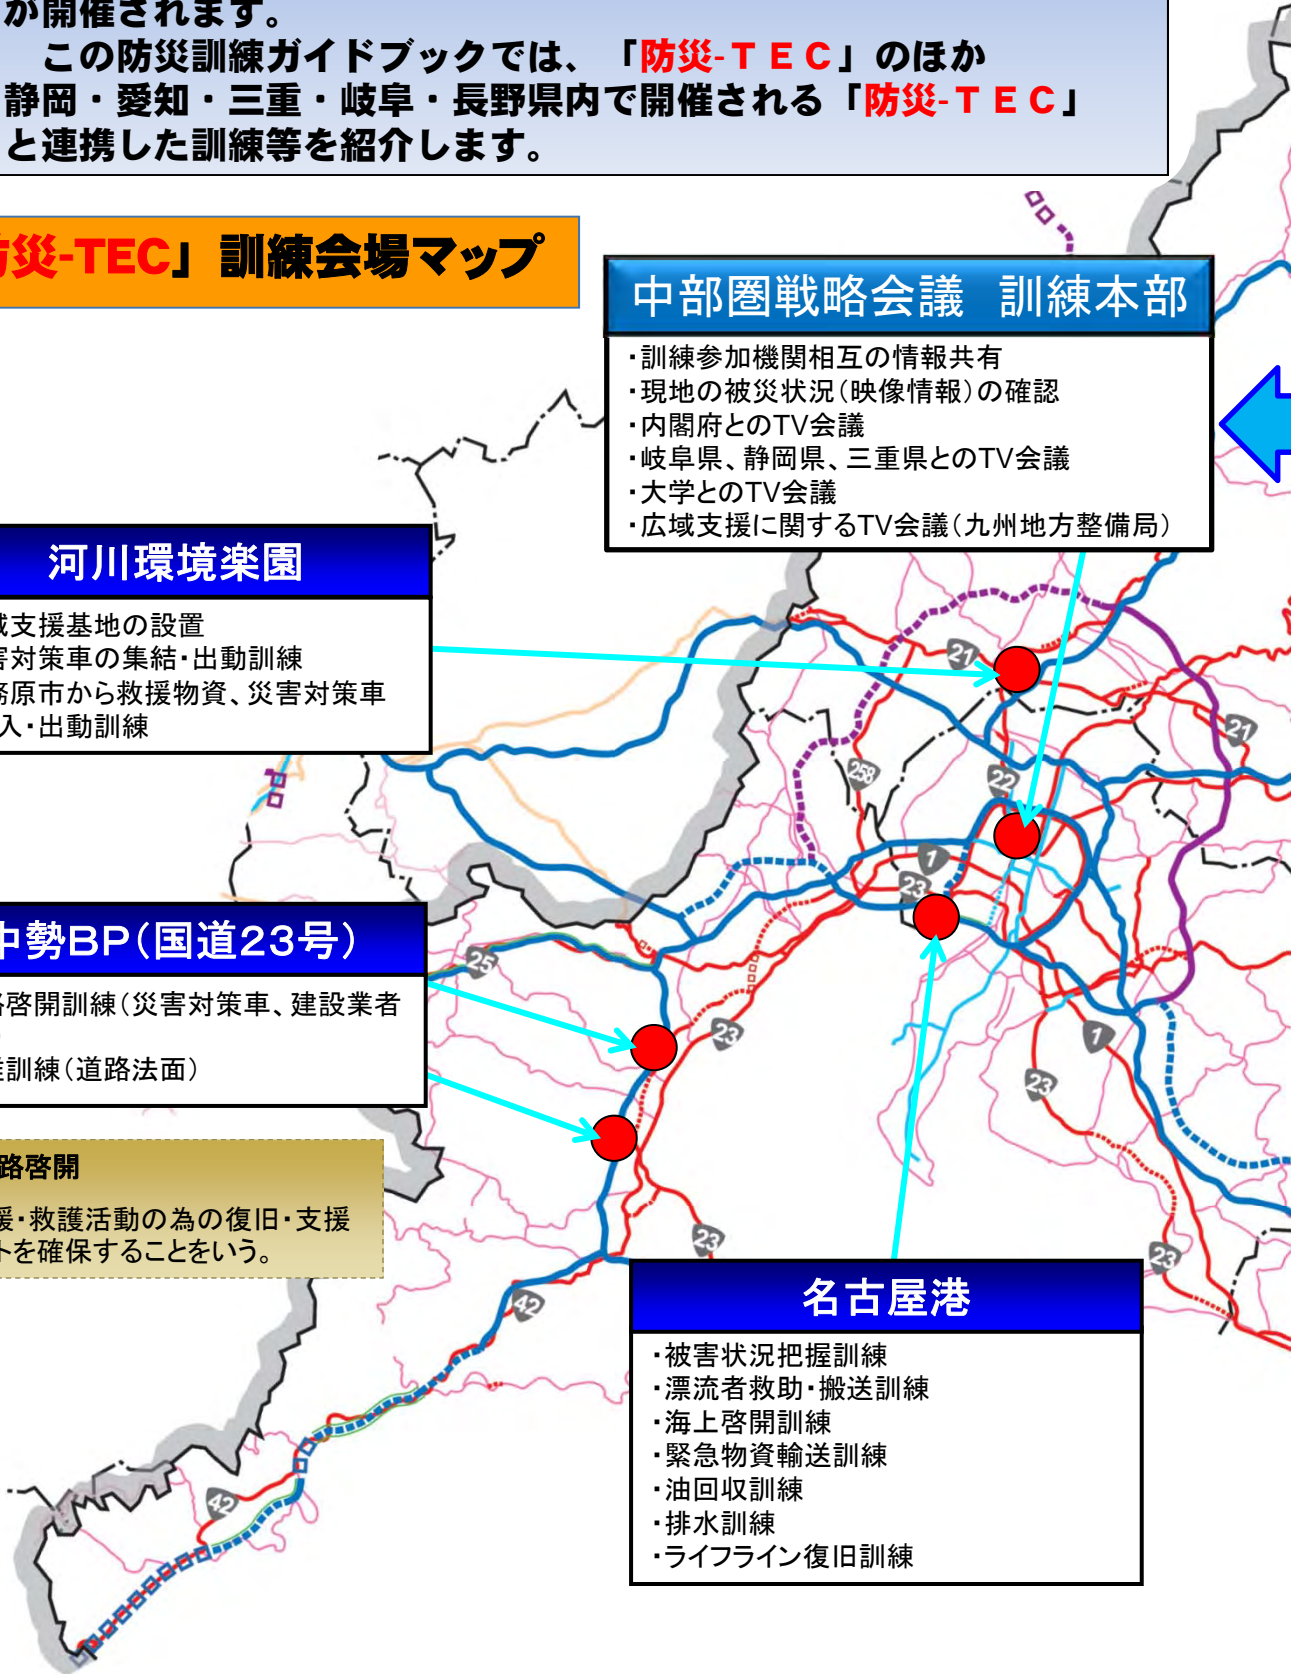 が開催されます。
この防災訓練ガイドブックでは、「防災-ＴＥＣ」のほか
静岡・愛知・三重・岐阜・長野県内で開催される「防災-ＴＥＣ」
と連携した訓練等を紹介します。
災-TEC」訓練会場マップ
中部圏戦略会議　訓練本部
・訓練参加機関相互の情報共有
・現地の被災状況（映像情報）の確認
・内閣府とのTV会議
・岐阜県、静岡県、三重県とのTV会議
・大学とのTV会議
・広域支援に関するTV会議（九州地方整備局）
河川環境楽園
支援基地の設置
対策車の集結・出動訓練
原市から救援物資、災害対策車
入・出動訓練
21
21
258
22
1
23
中勢BP（国道23号）
啓開訓練（災害対策車、建設業者
訓練（道路法面）
25
23
1
23
路啓開
援・救護活動の為の復旧・支援
トを確保することをいう。
23
23
42
42
名古屋港
・被害状況把握訓練
・漂流者救助・搬送訓練
・海上啓開訓練
・緊急物資輸送訓練
・油回収訓練
・排水訓練
・ライフライン復旧訓練